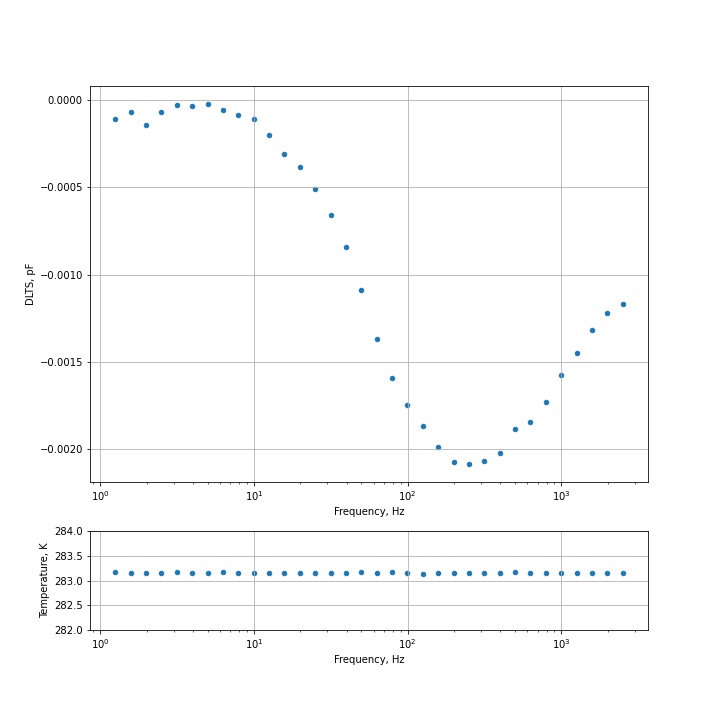 0.0000
−0.0005
−0.0010
−0.0015
−0.0020
DLTS, pF
10⁰ 10¹ 10² 10³
Frequency, Hz
284.0
283.5
283.0
282.5
282.0
Temperature, K
10⁰ 10¹ 10² 10³
Frequency, Hz